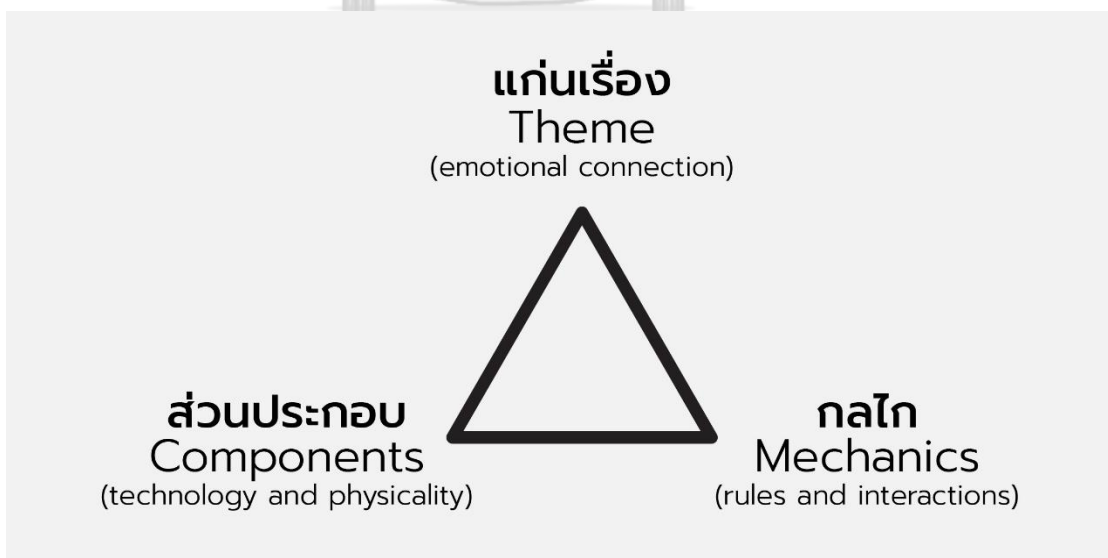 แก่นเรื่อง
Theme
(emotional connection)
ส่วนประกอบ
Components
(technology and physicality)
กลไก
Mechanics
(rules and interactions)